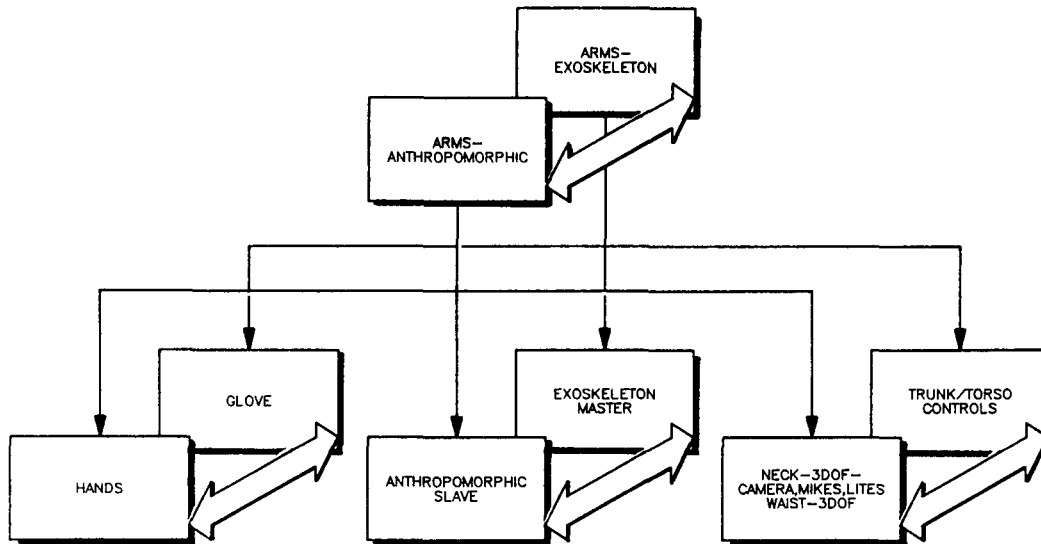 ARMS-
EXOSKELETON
ARMS-
ANTHROPOMORPHIC
GLOVE
EXOSKELETON
MASTER
TRUNK/TORSO
CONTROLS
HANDS
ANTHROPOMORPHIC
SLAVE
NECK-3DOF-
CAMERA,MIKES,LITES
WAIST-3DOF